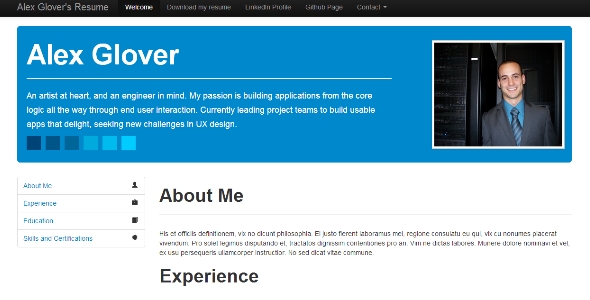 Alex Glover's Resume Welcome Download my resume LinkedIn Profile Github Page Contact
Alex Glover
An artist at heart, and an engineer in mind. My passion is building applications from the core
logic all the way through end user interaction. Currently leading project teams to build usable
apps that delight, seeking new challenges in UX design.
About Me
Experience
Education
Skills and Certifications
About Me
His et officiis definitionem, vix no dicunt philosophia. Ei justo fierent laboramus mel, regione consulatu eu qui, vix cu nonumes placerat
vivendum. Pro solet legimus disputando et, tractatos dignissim contentiones pro an. Vim ne dictas labores. Munere dolore nominavi et vel,
ex usu persequeris ullamcorper instructior. No sed dicat vitae commune.
Experience